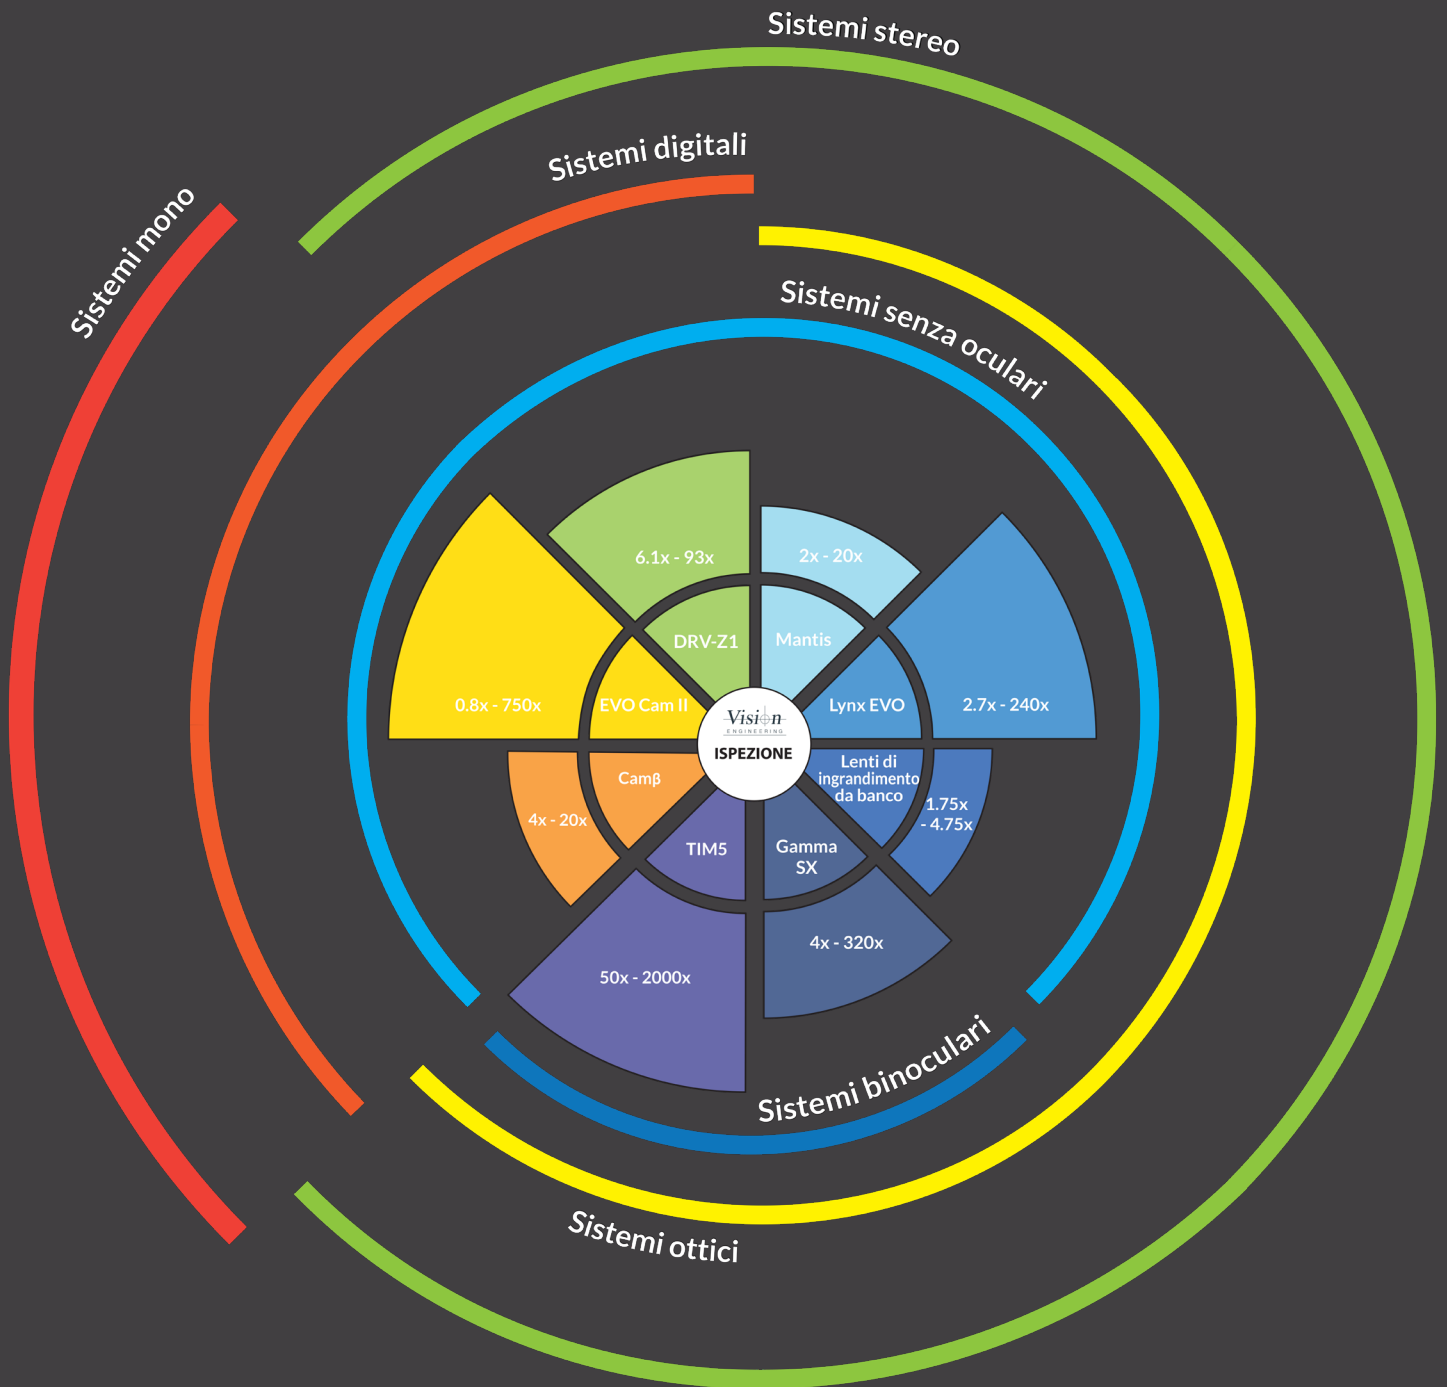 Sistemi stereo
Sistemi digitali
Sistemi mono
Sistemi senza oculari
6.1x - 93x
2x - 20x
DRV-Z1
Mantis
0.8x - 750x
EVO Cam II
Lynx EVO
2.7x - 240x
Vision
ENGINEERING
ISPEZIONE
Camβ
4x - 20x
Lenti di
ingrandimento
da banco
1.75x
- 4.75x
TIM5
Gamma
SX
50x - 2000x
4x - 320x
Sistemi binoculari
Sistemi ottici